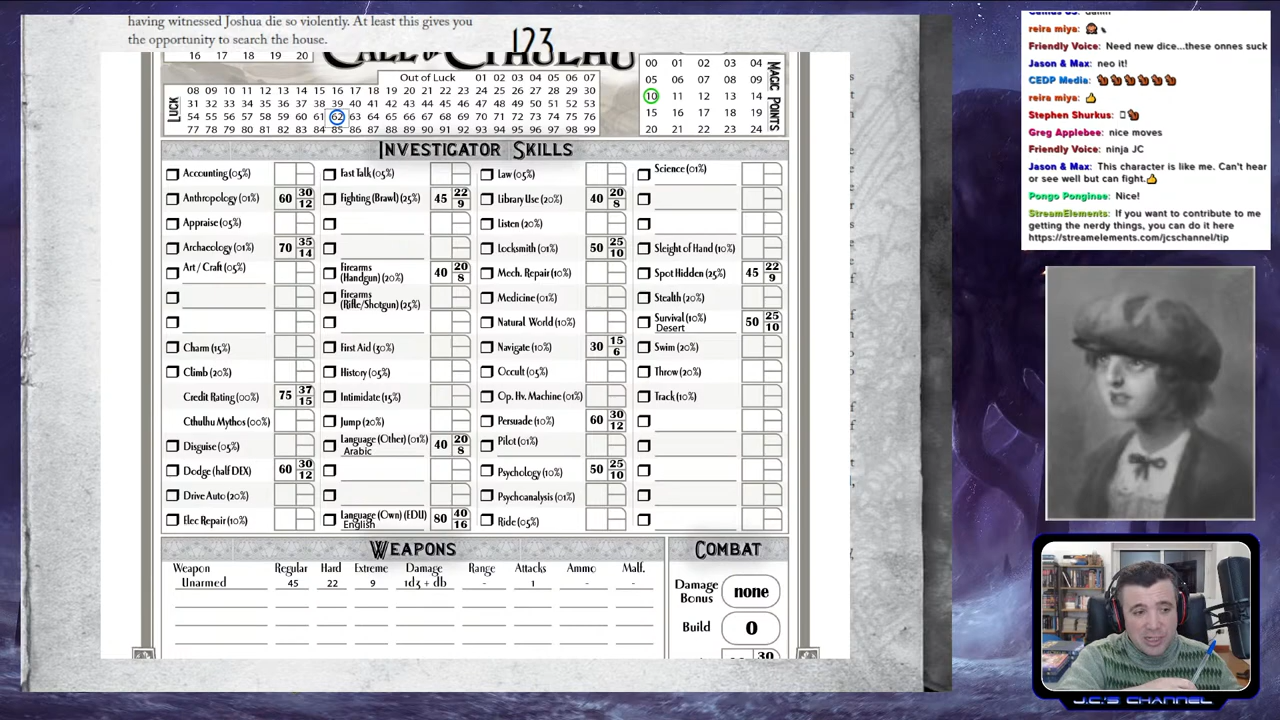 having witnessed Joshua die so violently. At least this gives you
the opportunity to search the house.
123
16 17 18 19 20
Out of Luck 01 02 03 04 05 06 07
LUCK
08 09 10 11 12 13 14 15 16 17 18 19 20 21 22 23 24 25 26 27 28 29 30
31 32 33 34 35 36 37 38 39 40 41 42 43 44 45 46 47 48 49 50 51 52 53
54 55 56 57 58 59 60 61 62 63 64 65 66 67 68 69 70 71 72 73 74 75 76
77 78 79 80 81 82 83 84 85 86 87 88 89 90 91 92 93 94 95 96 97 98 99
00 01 02 03 04
05 06 07 08 09
10 11 12 13 14
15 16 17 18 19
20 21 22 23 24
MAGIC POINTS
INVESTIGATOR SKILLS
Accounting (05%)
Anthropology (01%) 60 30 12
Appraise (05%)
Archaeology (01%) 70 35 14
Art / Craft (05%)
Charm (15%)
Climb (20%)
Credit Rating (00%) 75 37 15
Cthulhu Mythos (00%)
Disguise (05%)
Dodge (half DEX) 60 30 12
Drive Auto (20%)
Elec Repair (10%)
Fast Talk (05%)
Fighting (Brawl) (25%) 45 22 9
Firearms
(Handgun) (20%) 40 20 8
Firearms
(Rifle/Shotgun) (25%)
First Aid (30%)
History (05%)
Intimidate (15%)
Jump (20%)
Language (Other) (01%) 40 20 8
Arabic
Language (Own) (EDU) 80 40 16
English
Law (05%)
Library Use (20%) 40 20 8
Listen (20%)
Locksmith (01%) 50 25 10
Mech. Repair (10%)
Medicine (01%)
Natural World (10%)
Navigate (10%) 30 15 6
Occult (05%)
Op. Hv. Machine (01%)
Persuade (10%) 60 30 12
Pilot (01%)
Psychology (10%) 50 25 10
Psychoanalysis (01%)
Ride (05%)
Science (01%)
Sleight of Hand (10%)
Spot Hidden (25%) 45 22 9
Stealth (20%)
Survival (10%) 50 25 10
Desert
Swim (20%)
Throw (20%)
Track (10%)
WEAPONS
Weapon Regular Hard Extreme Damage Range Attacks Ammo Malf.
Unarmed 45 22 9 1d3 + db - 1 - -
COMBAT
Damage
Bonus none
Build 0
30
reira miya:
Friendly Voice: Need new dice...these onnes suck
Jason & Max: neo it!
CEDP Media:
reira miya:
Stephen Shurkus:
Greg Applebee: nice moves
Friendly Voice: ninja JC
Jason & Max: This character is like me. Can't hear
or see well but can fight.
Pongo Ponginae: Nice!
StreamElements: If you want to contribute to me
getting the nerdy things, you can do it here
https://streamelements.com/jcschannel/tip
J.C.'S CHANNEL